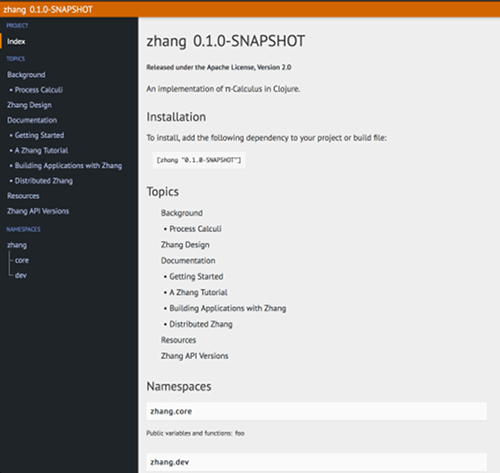 zhang 0.1.0-SNAPSHOT
PROJECT
Index
TOPICS
Background
• Process Calculi
Zhang Design
Documentation
• Getting Started
• A Zhang Tutorial
• Building Applications with Zhang
• Distributed Zhang
Resources
Zhang API Versions
NAMESPACES
zhang
core
dev
zhang 0.1.0-SNAPSHOT
Released under the Apache License, Version 2.0
An implementation of π-Calculus in Clojure.
Installation
To install, add the following dependency to your project or build file:
[zhang "0.1.0-SNAPSHOT"]
Topics
Background
• Process Calculi
Zhang Design
Documentation
• Getting Started
• A Zhang Tutorial
• Building Applications with Zhang
• Distributed Zhang
Resources
Zhang API Versions
Namespaces
zhang.core
Public variables and functions: foo
zhang.dev